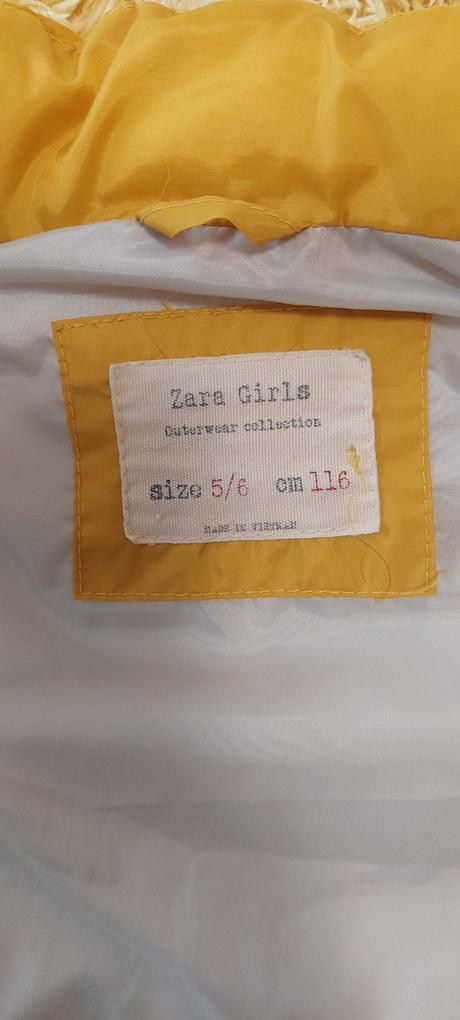 Zara Girls
Outerwear collection
size 5/6 cm 116
MADE IN VIETNAM